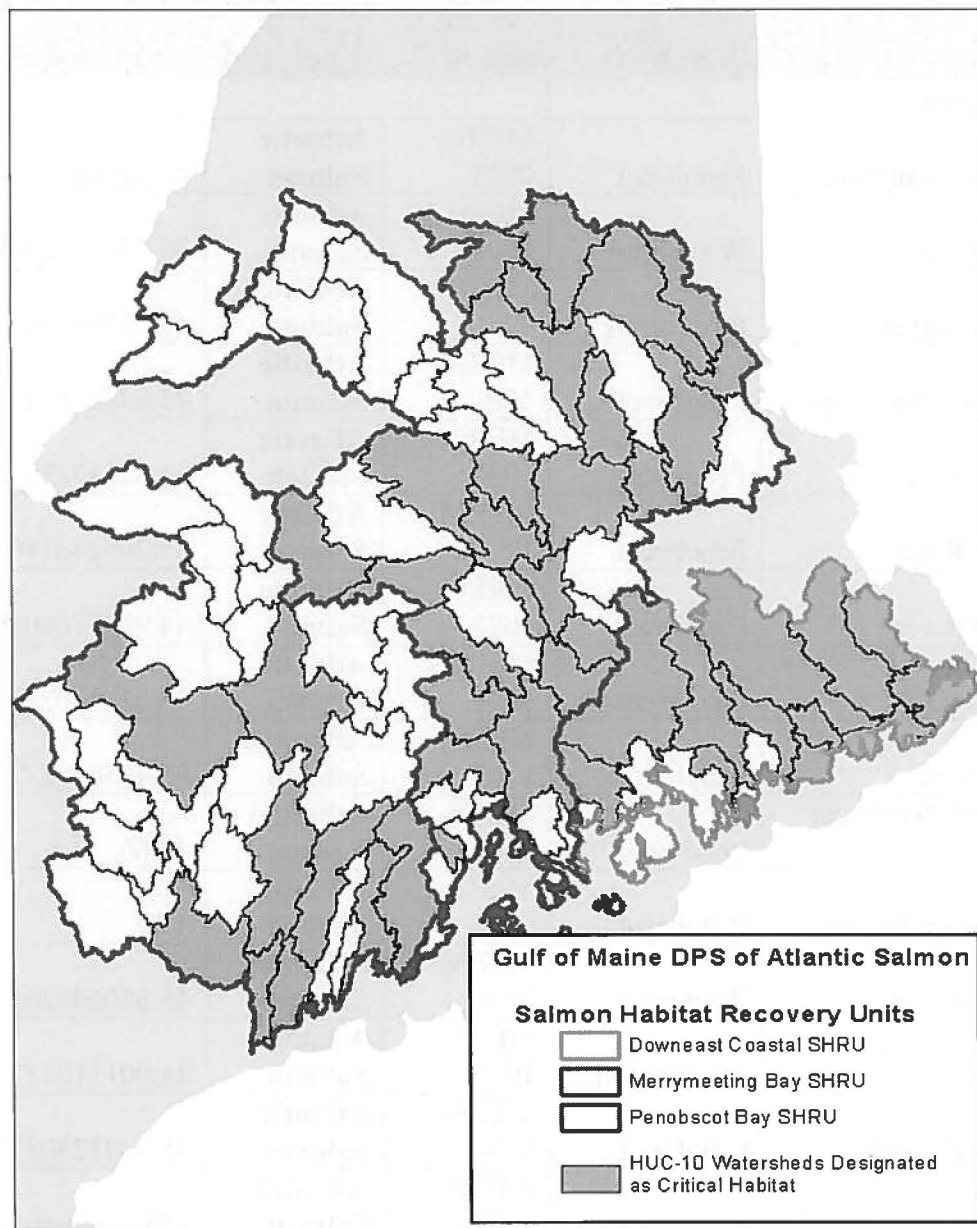 Gulf of Maine DPS of Atlantic Salmon
Salmon Habitat Recovery Units
Downeast Coastal SHRU
Merrymeeting Bay SHRU
Penobscot Bay SHRU
HUC-10 Watersheds Designated
as Critical Habitat